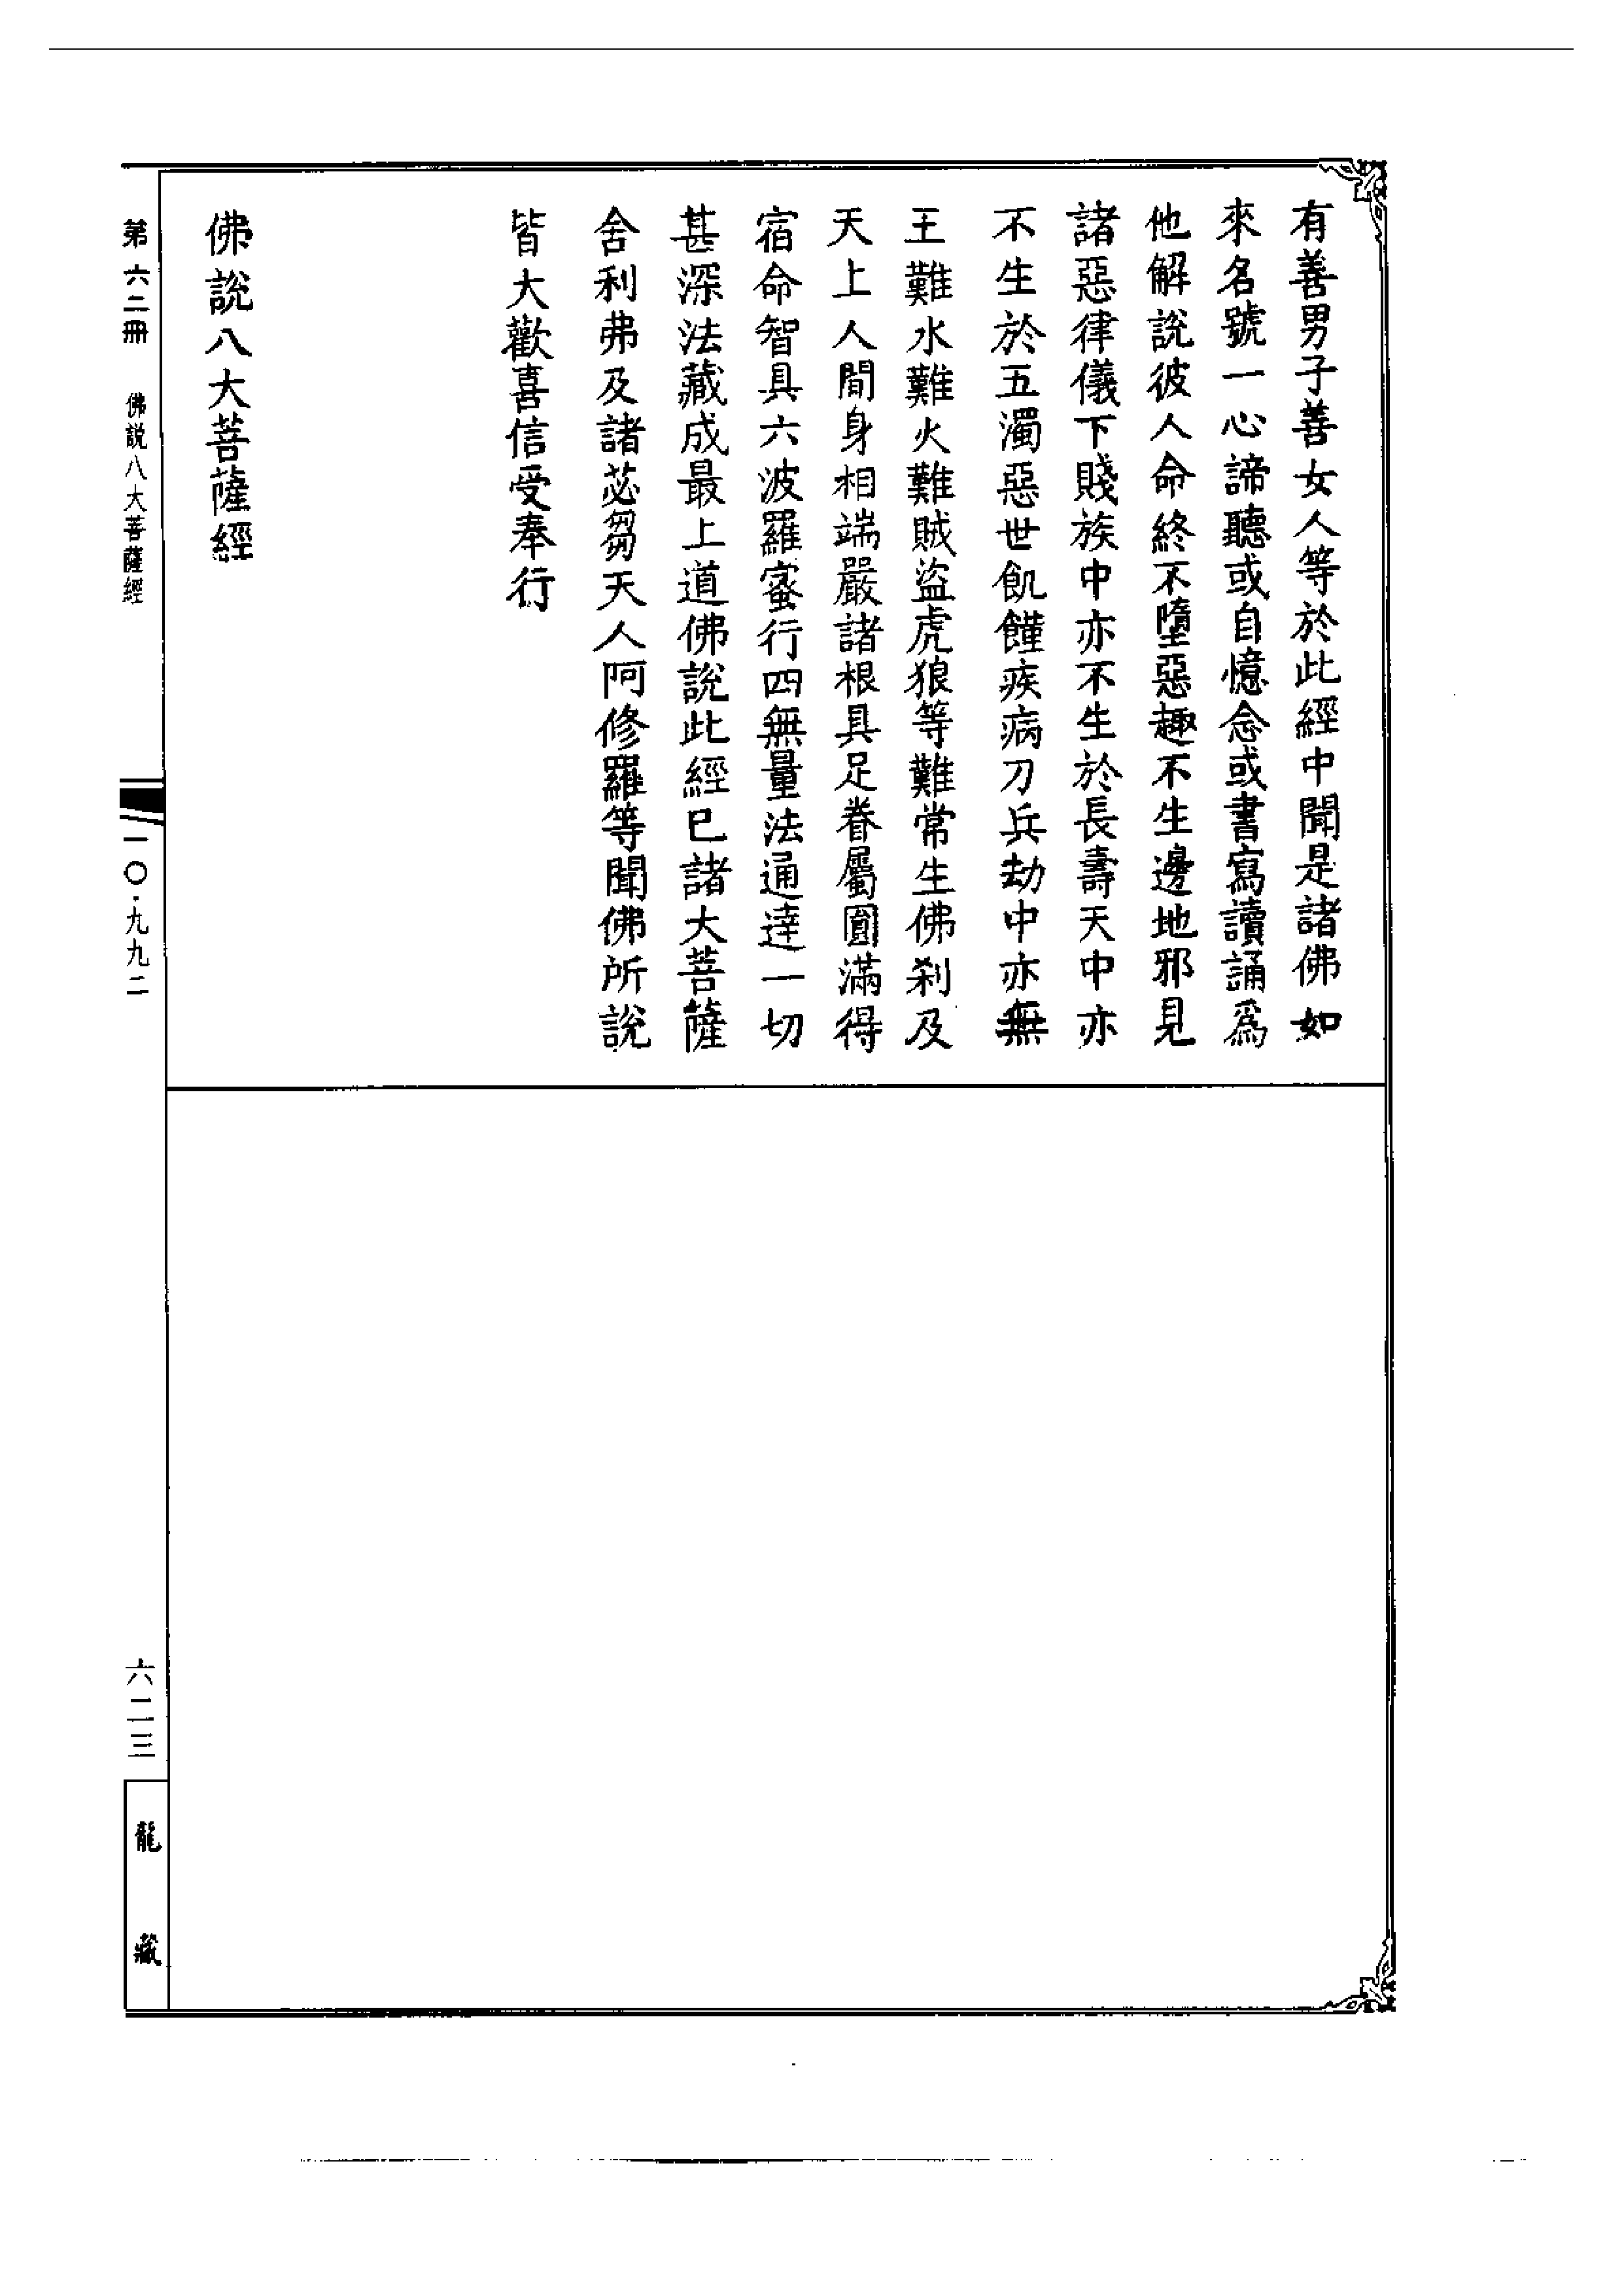 有善男子善女人等於此經中聞是諸佛如
來名號一心諦聽或自憶念或書寫讀誦爲
他解說彼人命終不墮惡趣不生邊地邪見
諸惡律儀下賤族中亦不生於長壽天中亦
不生於五濁惡世飢饉疾病刀兵劫中亦無
王難水難火難賊盜虎狼等難常生佛刹及
天上人間身相端嚴諸根具足眷屬圓滿得
宿命智具六波羅蜜行四無量法通達一切
甚深法藏成最上道佛說此經已諸大菩薩
舍利弗及諸苾芻天人阿修羅等聞佛所說
皆大歡喜信受奉行
佛說八大菩薩經
第六二冊 佛說八大菩薩經 一〇·九九二 六二三 龍藏